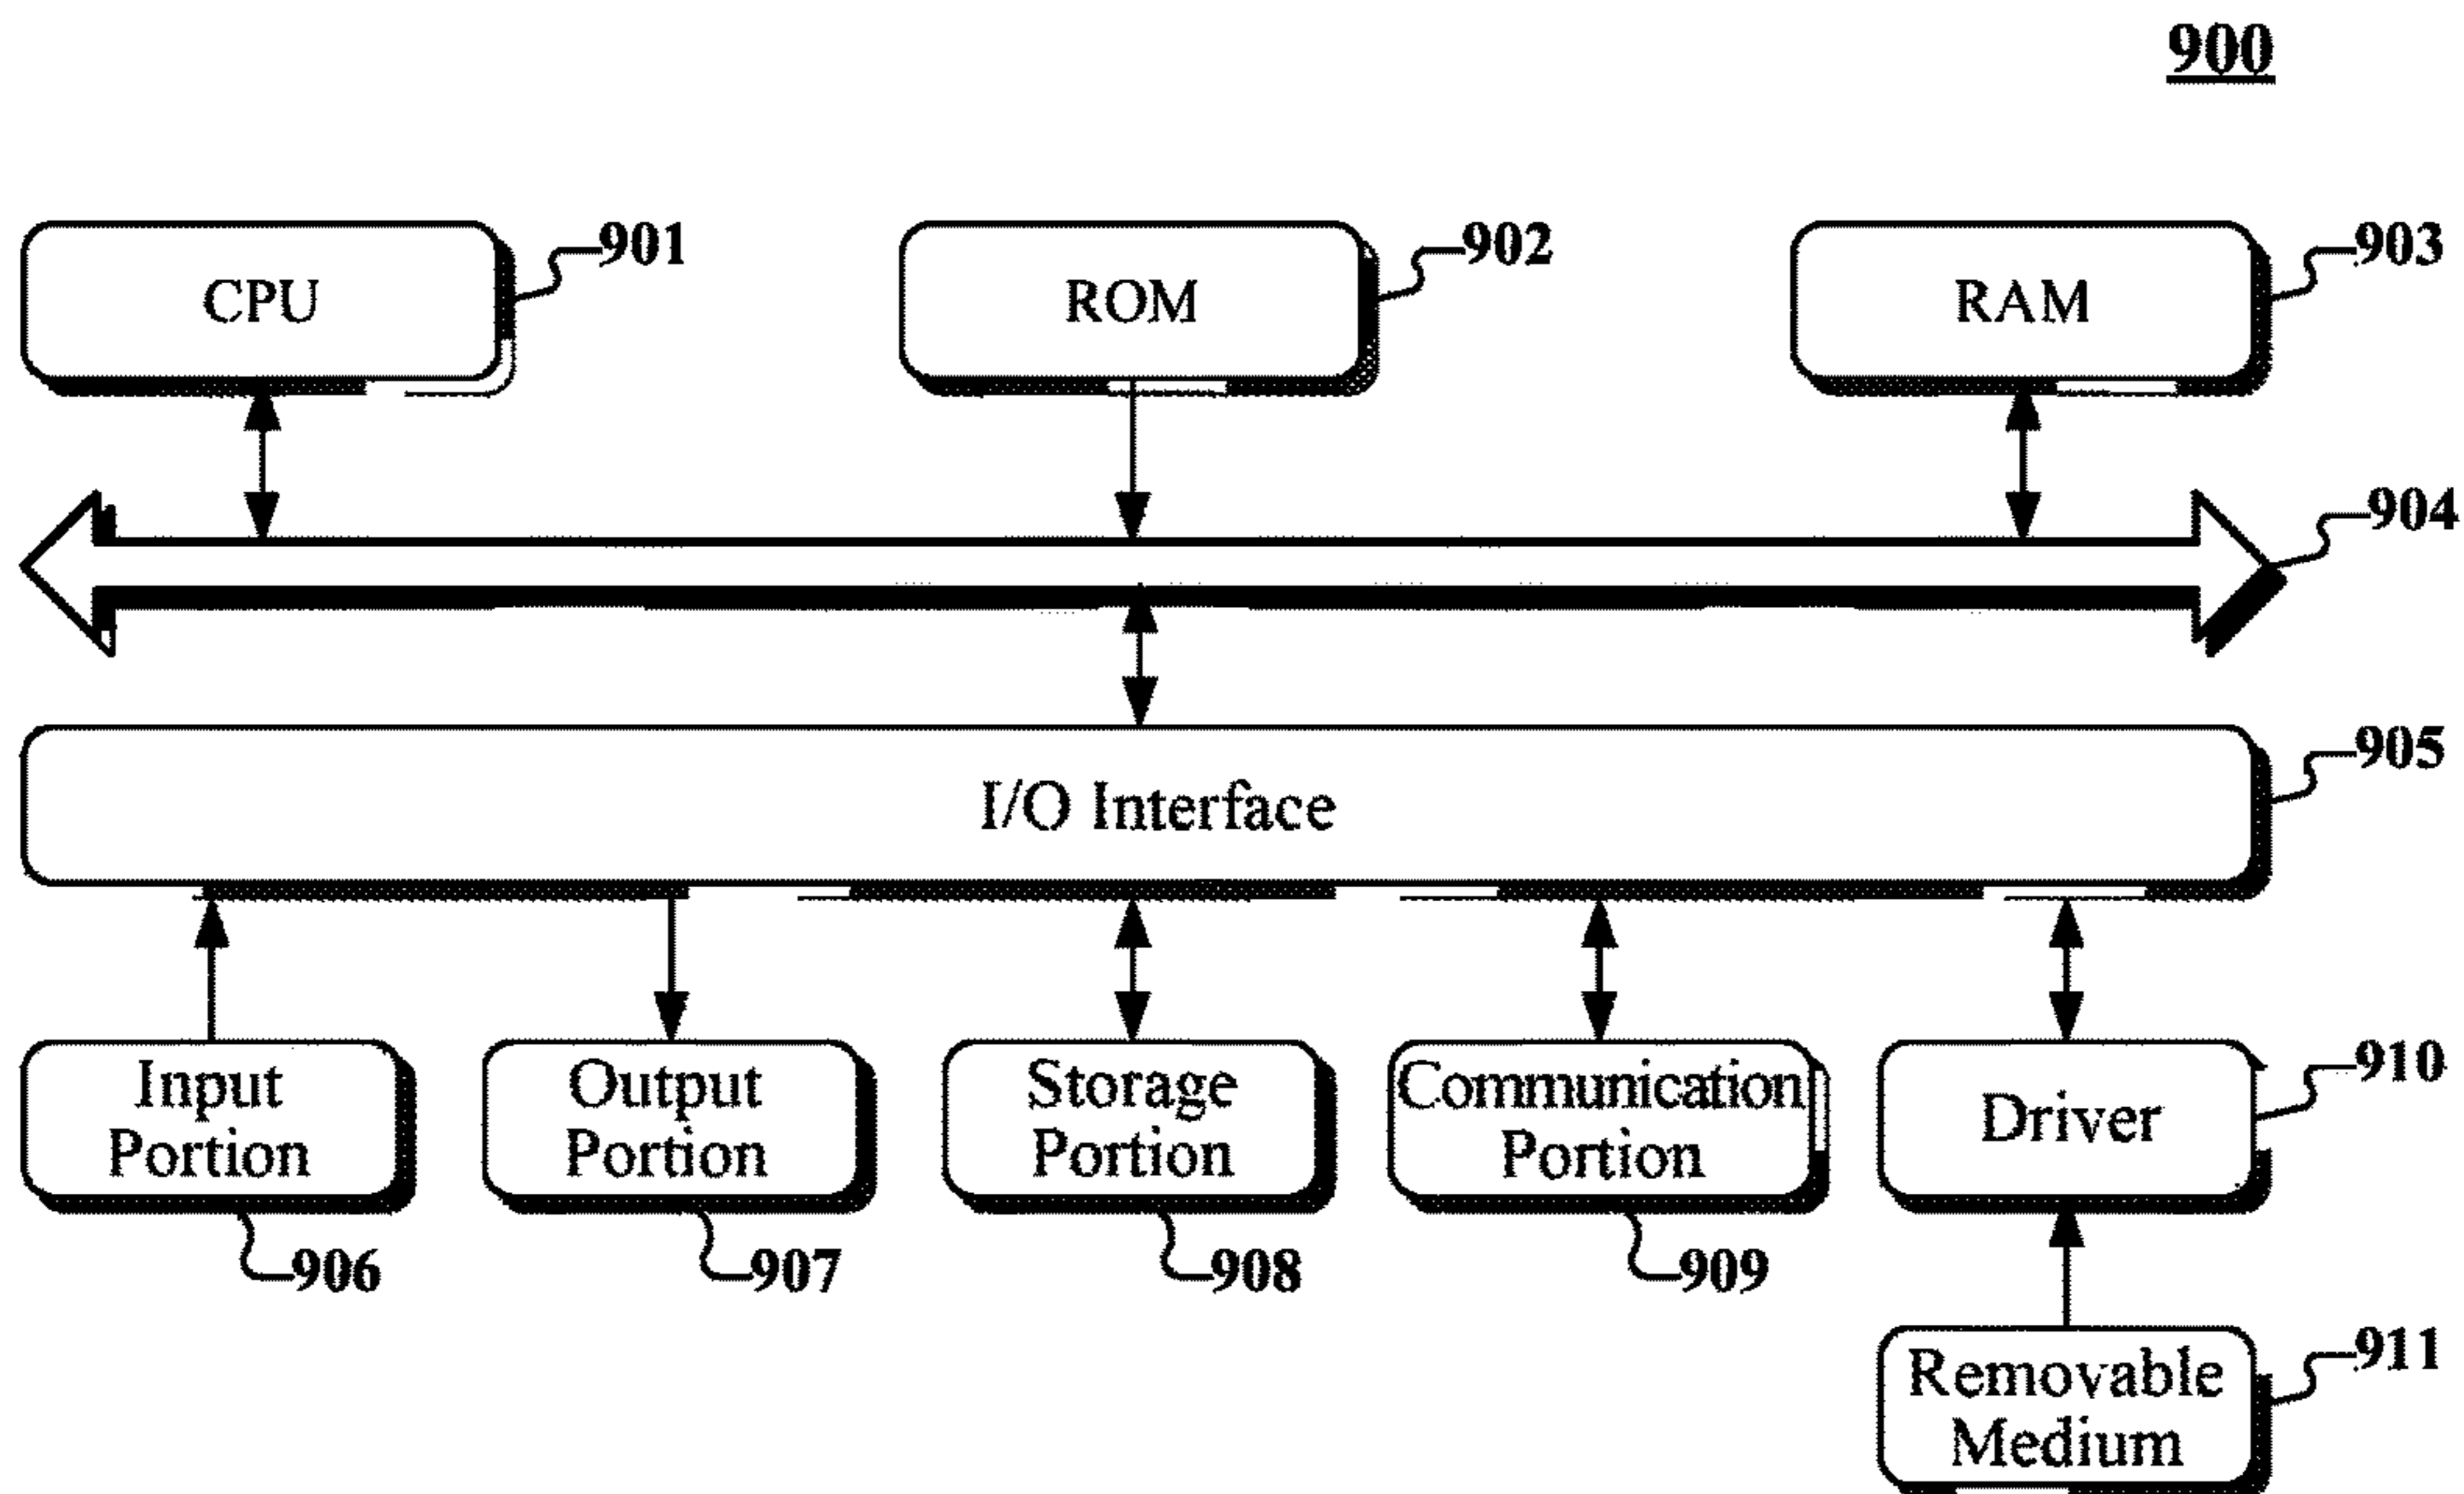 900
CPU
901
ROM
902
RAM
903
904
905
I/O Interface
Input
Portion
906
Output
Portion
907
Storage
Portion
908
Communication
Portion
909
Driver
910
Removable
Medium
911